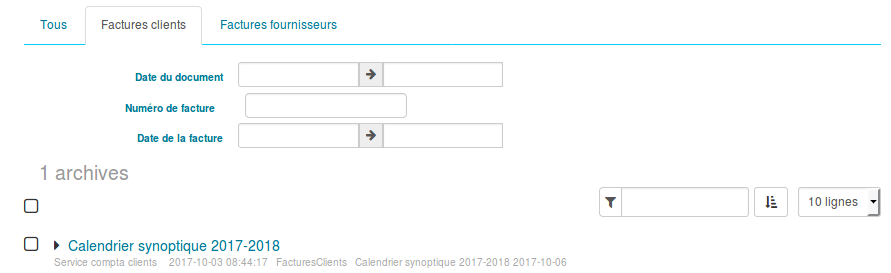 Tous Factures clients Factures fournisseurs
Date du document
Numéro de facture
Date de la facture
1 archives
10 lignes
Calendrier synoptique 2017-2018
Service compta clients 2017-10-03 08:44:17 FacturesClients Calendrier synoptique 2017-2018 2017-10-06